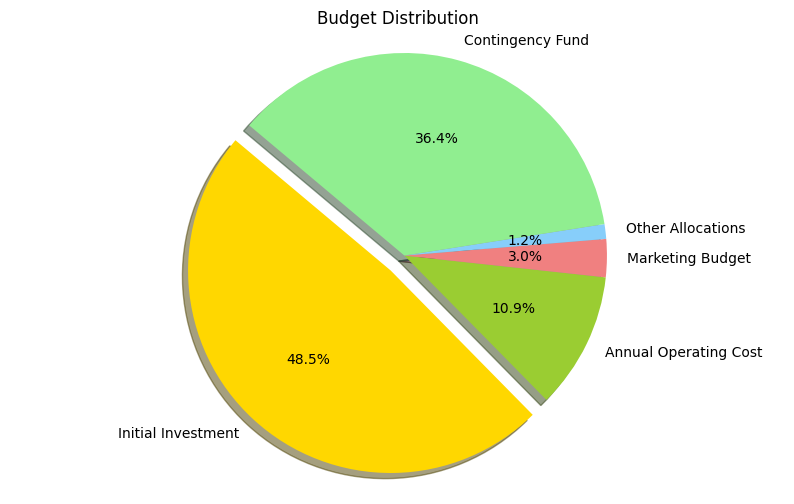 Budget Distribution
Contingency Fund
36.4%
Other Allocations
1.2%
3.0%
Marketing Budget
10.9%
Annual Operating Cost
48.5%
Initial Investment